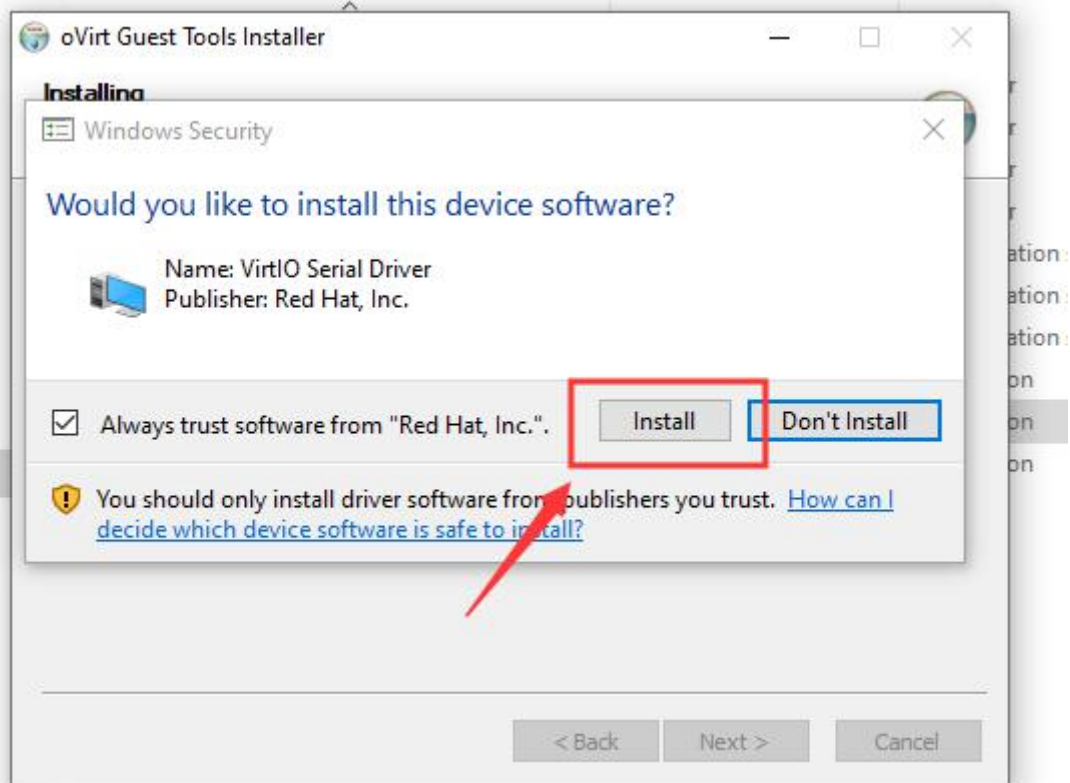 oVirt Guest Tools Installer
Installing
Windows Security
Would you like to install this device software?
Name: VirtIO Serial Driver
Publisher: Red Hat, Inc.
Always trust software from "Red Hat, Inc.".
Install
Don't Install
You should only install driver software from publishers you trust. How can I
decide which device software is safe to install?
< Back
Next >
Cancel